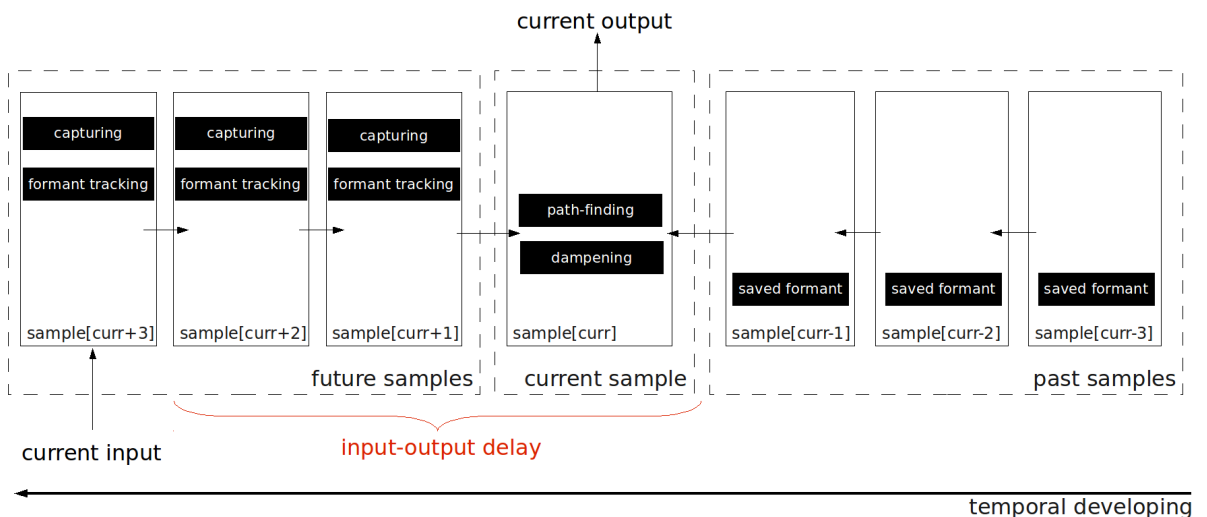 current output
capturing
capturing
capturing
formant tracking
formant tracking
formant tracking
path-finding
dampening
saved formant
saved formant
saved formant
sample[curr+3]
sample[curr+2]
sample[curr+1]
sample[curr]
sample[curr-1]
sample[curr-2]
sample[curr-3]
future samples
current sample
past samples
current input
input-output delay
temporal developing